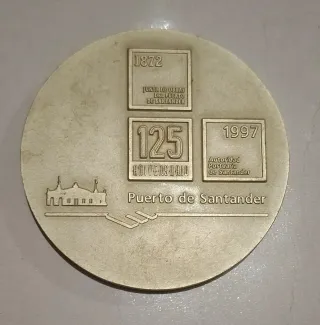 1872
JUNTA DE OBRAS
DEL PUERTO
DE SANTANDER
125
ANIVERSARIO
1997
Autoridad
Portuaria
de Santander
Puerto de Santander